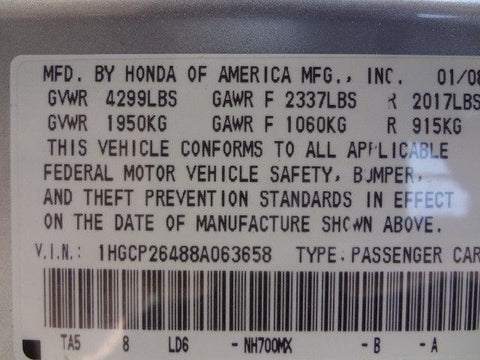 MFD. BY HONDA OF AMERICA MFG., INC. 01/08
GVWR 4299LBS GAWR F 2337LBS R 2017LBS
GVWR 1950KG GAWR F 1060KG R 915KG
THIS VEHICLE CONFORMS TO ALL APPLICABLE
FEDERAL MOTOR VEHICLE SAFETY, BUMPER,
AND THEFT PREVENTION STANDARDS IN EFFECT
ON THE DATE OF MANUFACTURE SHOWN ABOVE.
V.I.N.: 1HGCP26488A063658 TYPE: PASSENGER CAR
TA5 8 LD6 - NH700MX - B - A